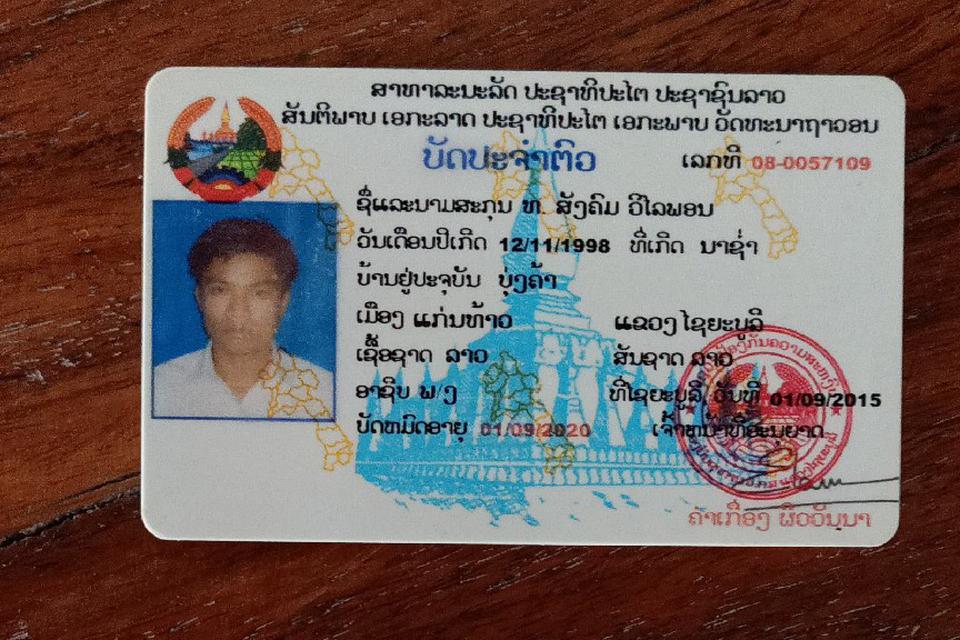 ສາທາລະນະລັດ ປະຊາທິປະໄຕ ປະຊາຊົນລາວ
ສັນຕິພາບ ເອກະລາດ ປະຊາທິປະໄຕ ເອກະພາບ ວັດທະນາຖາວອນ
ບັດປະຈຳຕົວ ເລກທີ 08-0057109
ຊື່ແລະນາມສະກຸນ ທ. ສັງຄົມ ວິໄລພອນ
ວັນເດືອນປີເກີດ 12/11/1998 ທີ່ເກີດ ນາຊ່ຳ
ບ້ານຢູ່ປະຈຸບັນ ບຸ່ງຄ້າ
ເມືອງ ແກ່ນທ້າວ ແຂວງ ໄຊຍະບູລີ
ເຊື້ອຊາດ ລາວ ສັນຊາດ ລາວ
ອາຊິບ ພ/ງ ທີ່ໄຊຍະບູລີ, ວັນທີ 01/09/2015
ບັດຫມົດອາຍຸ 01/09/2020 ເຈົ້າຫນ້າທີ່ອະນຸຍາດ
ຄຳເກື່ອງ ຜິວວັນນາ